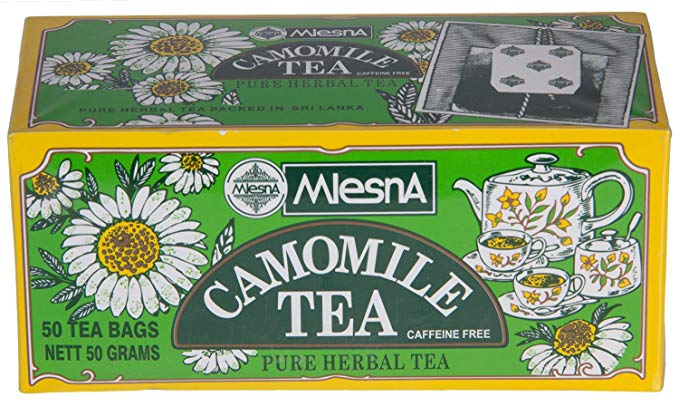 MlesnA
CAMOMILE
TEA
CAFFEINE FREE
PURE HERBAL TEA
PURE HERBAL TEA PACKED IN SRI LANKA
MlesnA
MlesnA
CAMOMILE
TEA
CAFFEINE FREE
50 TEA BAGS
NETT 50 GRAMS
PURE HERBAL TEA